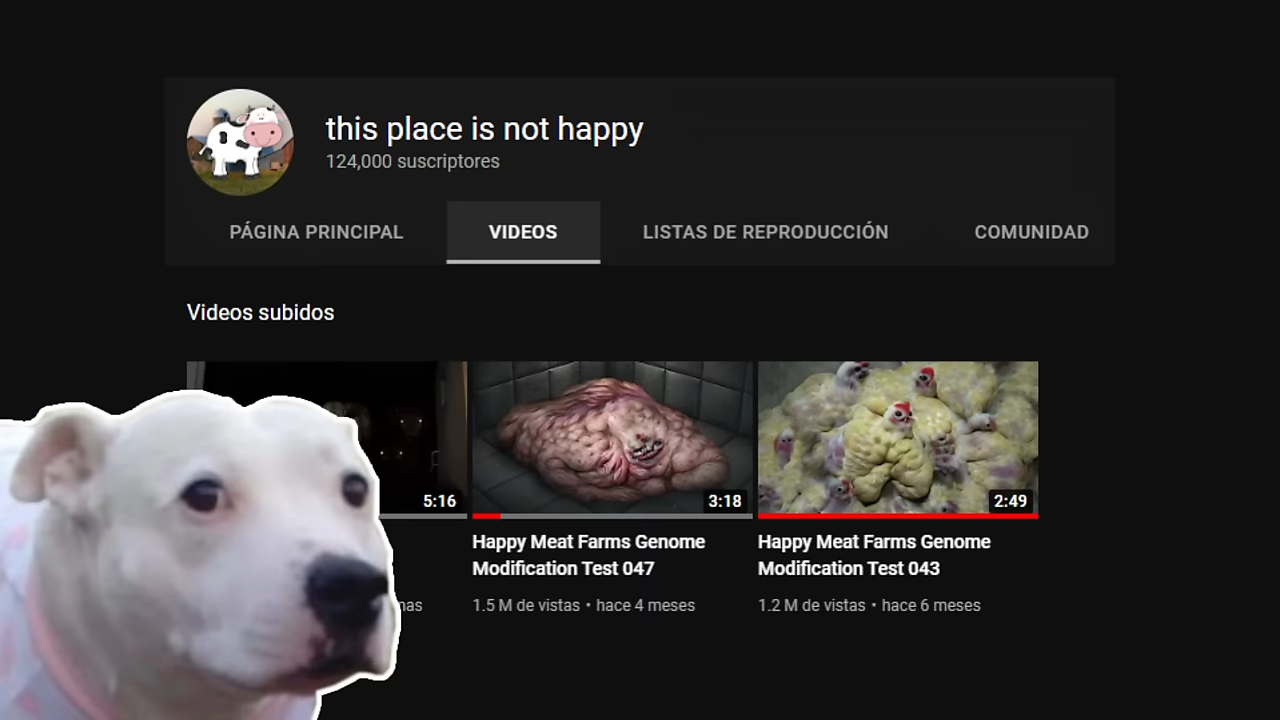 this place is not happy
124,000 suscriptores
PÁGINA PRINCIPAL VIDEOS LISTAS DE REPRODUCCIÓN COMUNIDAD
Videos subidos
5:16 3:18 2:49
Happy Meat Farms Genome
Modification Test 047
1.5 M de vistas • hace 4 meses
Happy Meat Farms Genome
Modification Test 043
1.2 M de vistas • hace 6 meses